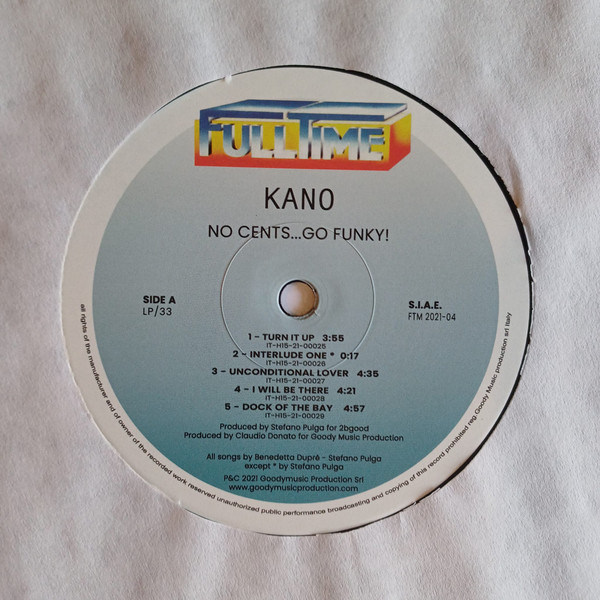 FULLTIME
KANO
NO CENTS...GO FUNKY!
SIDE A
LP/33
S.I.A.E.
FTM 2021-04
1 - TURN IT UP 3:55
IT-H15-21-00025
2 - INTERLUDE ONE * 0:17
IT-H15-21-00026
3 - UNCONDITIONAL LOVER 4:35
IT-H15-21-00027
4 - I WILL BE THERE 4:21
IT-H15-21-00028
5 - DOCK OF THE BAY 4:57
IT-H15-21-00029
Produced by Stefano Pulga for 2bgood
Produced by Claudio Donato for Goody Music Production
All songs by Benedetta Dupré - Stefano Pulga
except * by Stefano Pulga
P&C 2021 Goodymusic Production Srl
www.goodymusicproduction.com
all rights of the manufacturer and of owner of the recorded work reserved unauthorized public performance broadcasting and copying of this record prohibited reg Goody Music production srl Italy